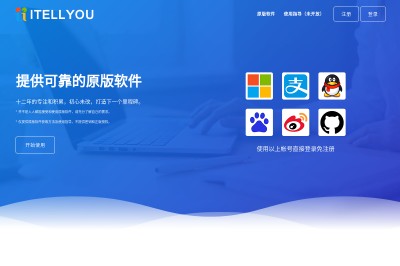 ITELLYOU
原版软件
使用指导（未开放）
注册
登录
提供可靠的原版软件
十二年的专注和积累，初心未改，打造下一个里程碑。
开始使用
支
使用以上帐号直接登录免注册